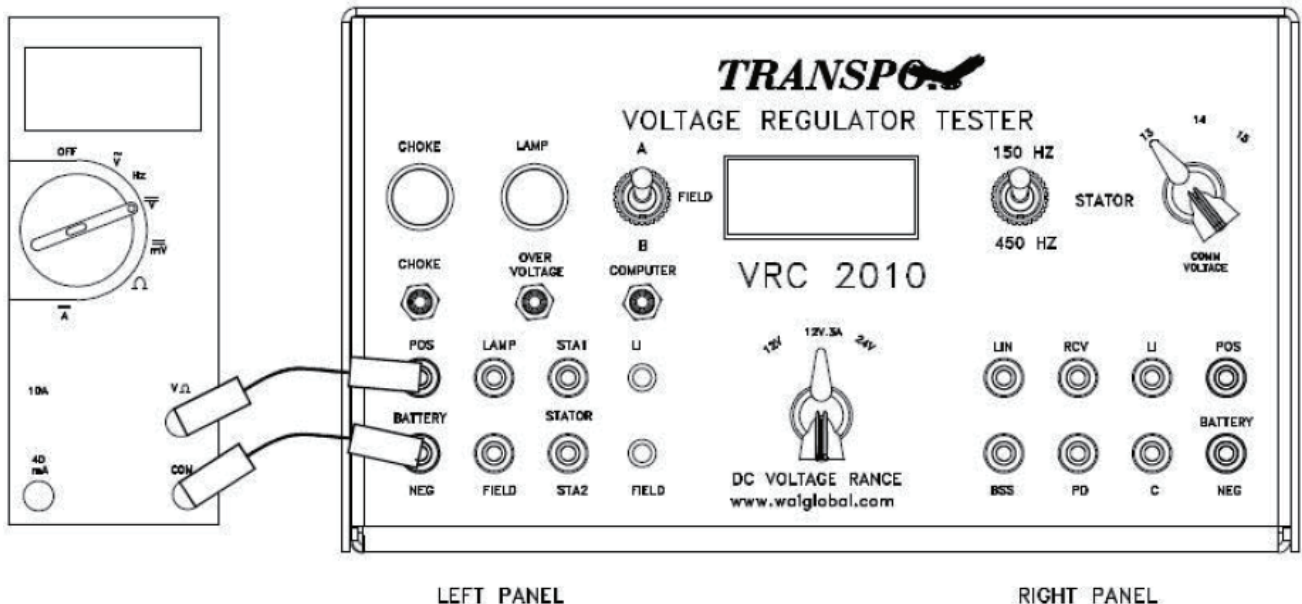 OFF
V
Hz
V
mV
Ω
A
10A
VΩ
40
mA
COM
TRANSPO
VOLTAGE REGULATOR TESTER
CHOKE
LAMP
A
FIELD
B
150 HZ
STATOR
450 HZ
13
14
15
COMM
VOLTAGE
CHOKE
OVER
VOLTAGE
COMPUTER
VRC 2010
12V
12V.3A
24V
DC VOLTAGE RANGE
www.wa1global.com
POS LAMP STA1 LI
BATTERY STATOR
NEG FIELD STA2 FIELD
LIN RCV LI POS
BATTERY
BSS PD C NEG
LEFT PANEL
RIGHT PANEL